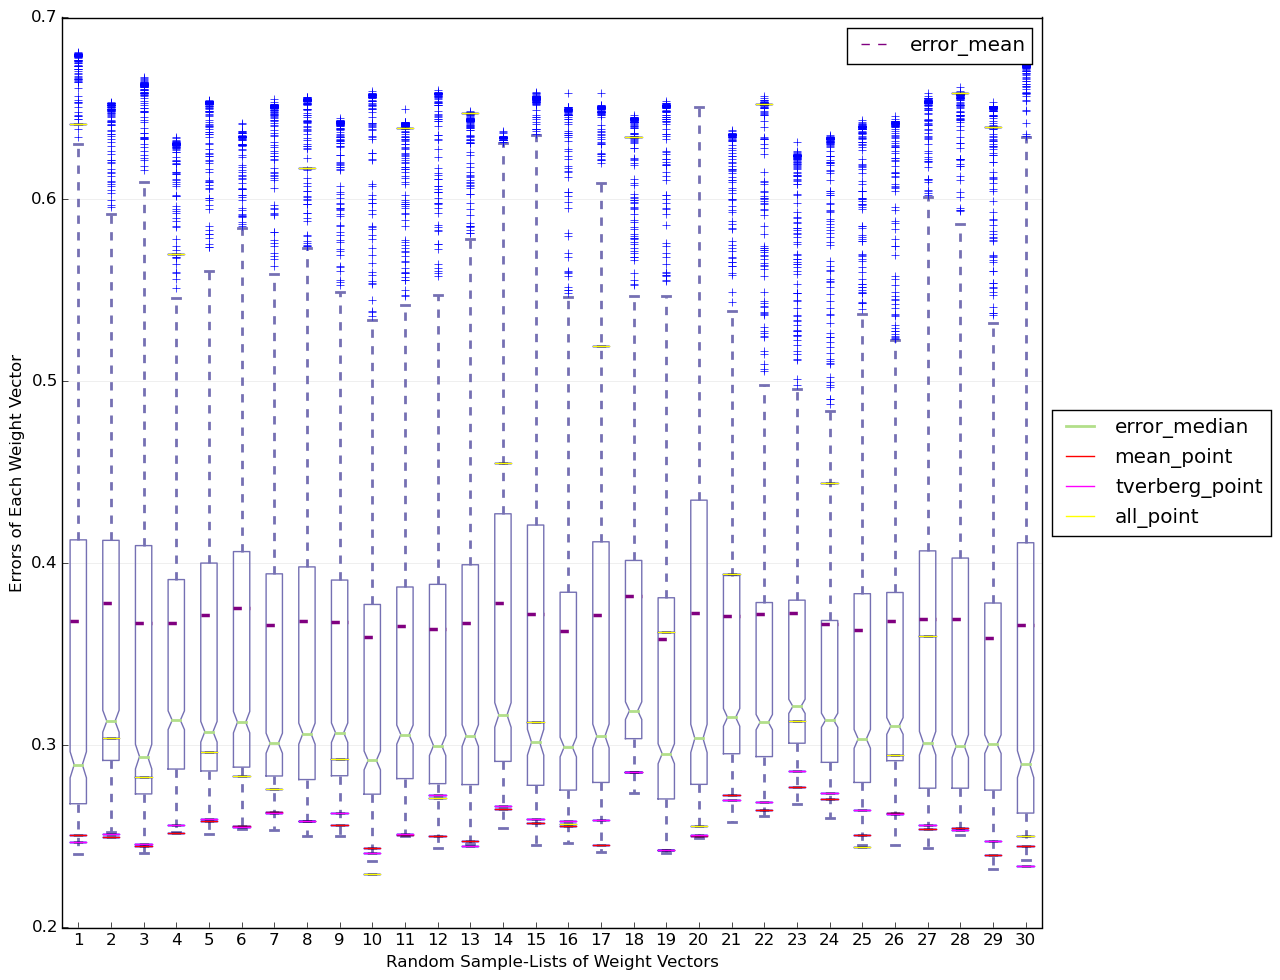 0.7
0.6
0.5
0.4
0.3
0.2
Errors of Each Weight Vector
error_mean
error_median
mean_point
tverberg_point
all_point
1 2 3 4 5 6 7 8 9 10 11 12 13 14 15 16 17 18 19 20 21 22 23 24 25 26 27 28 29 30
Random Sample-Lists of Weight Vectors